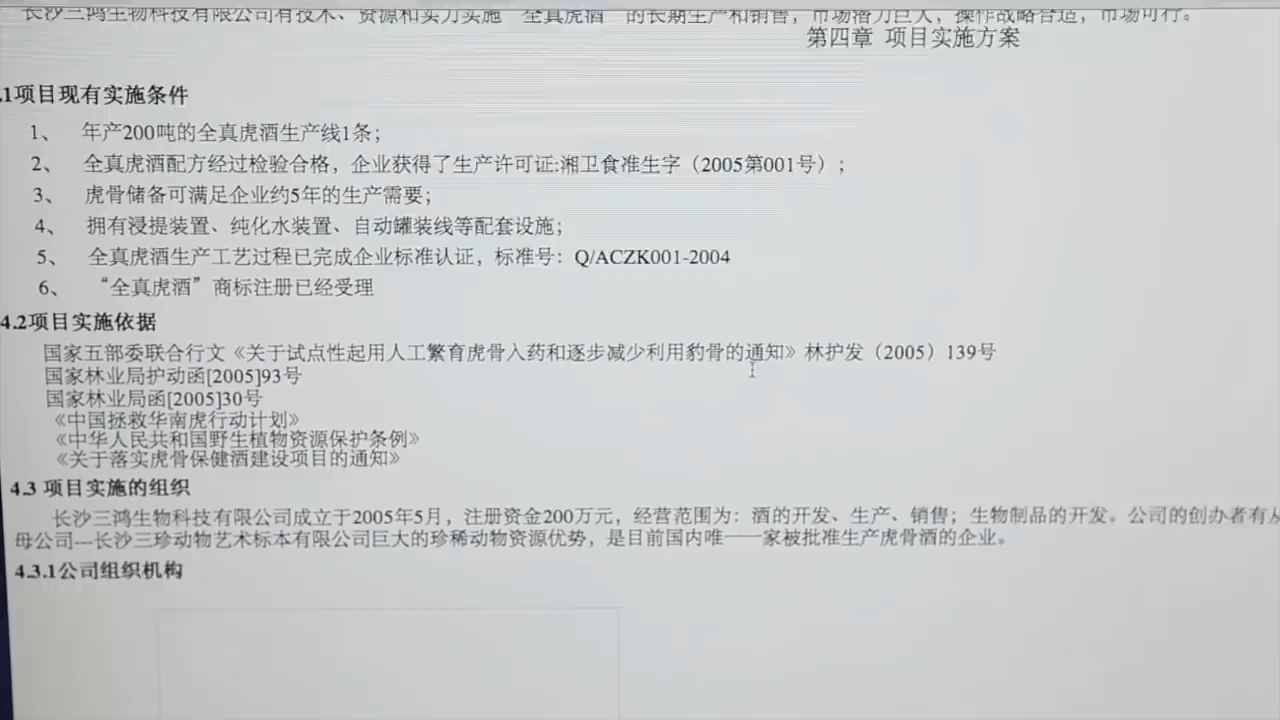 长沙三鸿生物科技有限公司有技术、资源和实力实施“全真虎酒”的长期生产和销售，市场潜力巨大，操作战略合适，市场可行。
第四章 项目实施方案
.1项目现有实施条件
1、 年产200吨的全真虎酒生产线1条；
2、 全真虎酒配方经过检验合格，企业获得了生产许可证:湘卫食准生字（2005第001号）；
3、 虎骨储备可满足企业约5年的生产需要；
4、 拥有浸提装置、纯化水装置、自动罐装线等配套设施；
5、 全真虎酒生产工艺过程已完成企业标准认证，标准号：Q/ACZK001-2004
6、 “全真虎酒”商标注册已经受理
4.2项目实施依据
国家五部委联合行文《关于试点性起用人工繁育虎骨入药和逐步减少利用豹骨的通知》林护发（2005）139号
国家林业局护动函[2005]93号
国家林业局函[2005]30号
《中国拯救华南虎行动计划》
《中华人民共和国野生植物资源保护条例》
《关于落实虎骨保健酒建设项目的通知》
4.3 项目实施的组织
长沙三鸿生物科技有限公司成立于2005年5月，注册资金200万元，经营范围为：酒的开发、生产、销售；生物制品的开发。公司的创办者有从
母公司---长沙三珍动物艺术标本有限公司巨大的珍稀动物资源优势，是目前国内唯一一家被批准生产虎骨酒的企业。
4.3.1公司组织机构